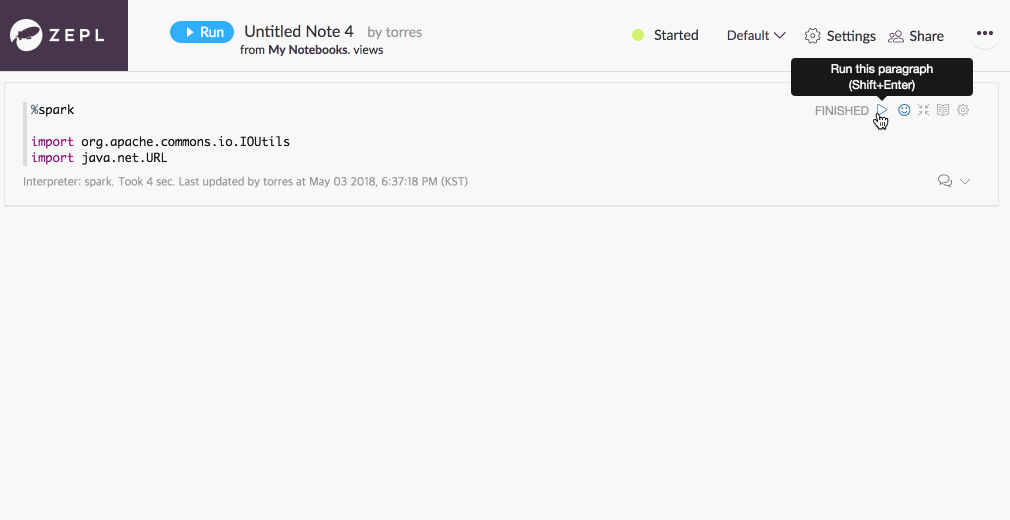 ZEPL
Run
Untitled Note 4 by torres
from My Notebooks. views
Started
Default
Settings
Share
Run this paragraph
(Shift+Enter)
FINISHED
%spark
import org.apache.commons.io.IOUtils
import java.net.URL
Interpreter: spark. Took 4 sec. Last updated by torres at May 03 2018, 6:37:18 PM (KST)